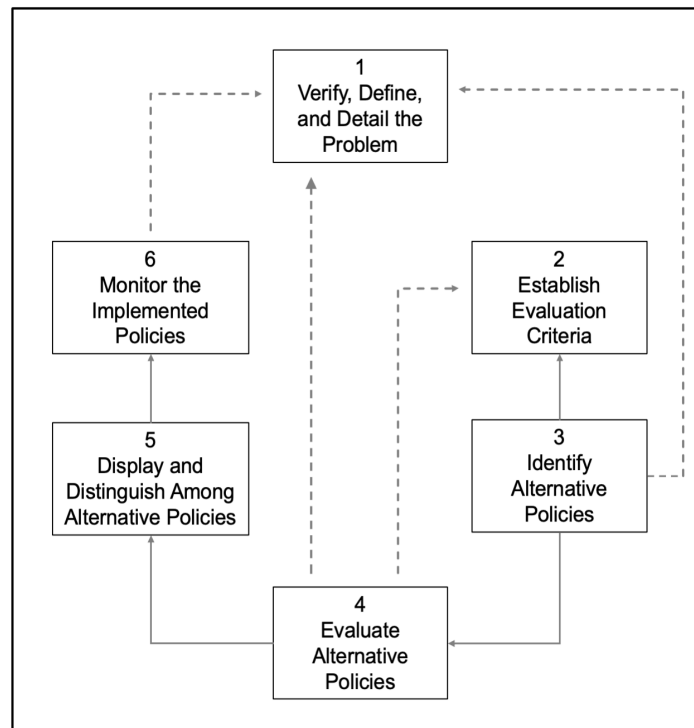 1
Verify, Define,
and Detail the
Problem
2
Establish
Evaluation
Criteria
3
Identify
Alternative
Policies
4
Evaluate
Alternative
Policies
5
Display and
Distinguish Among
Alternative Policies
6
Monitor the
Implemented
Policies